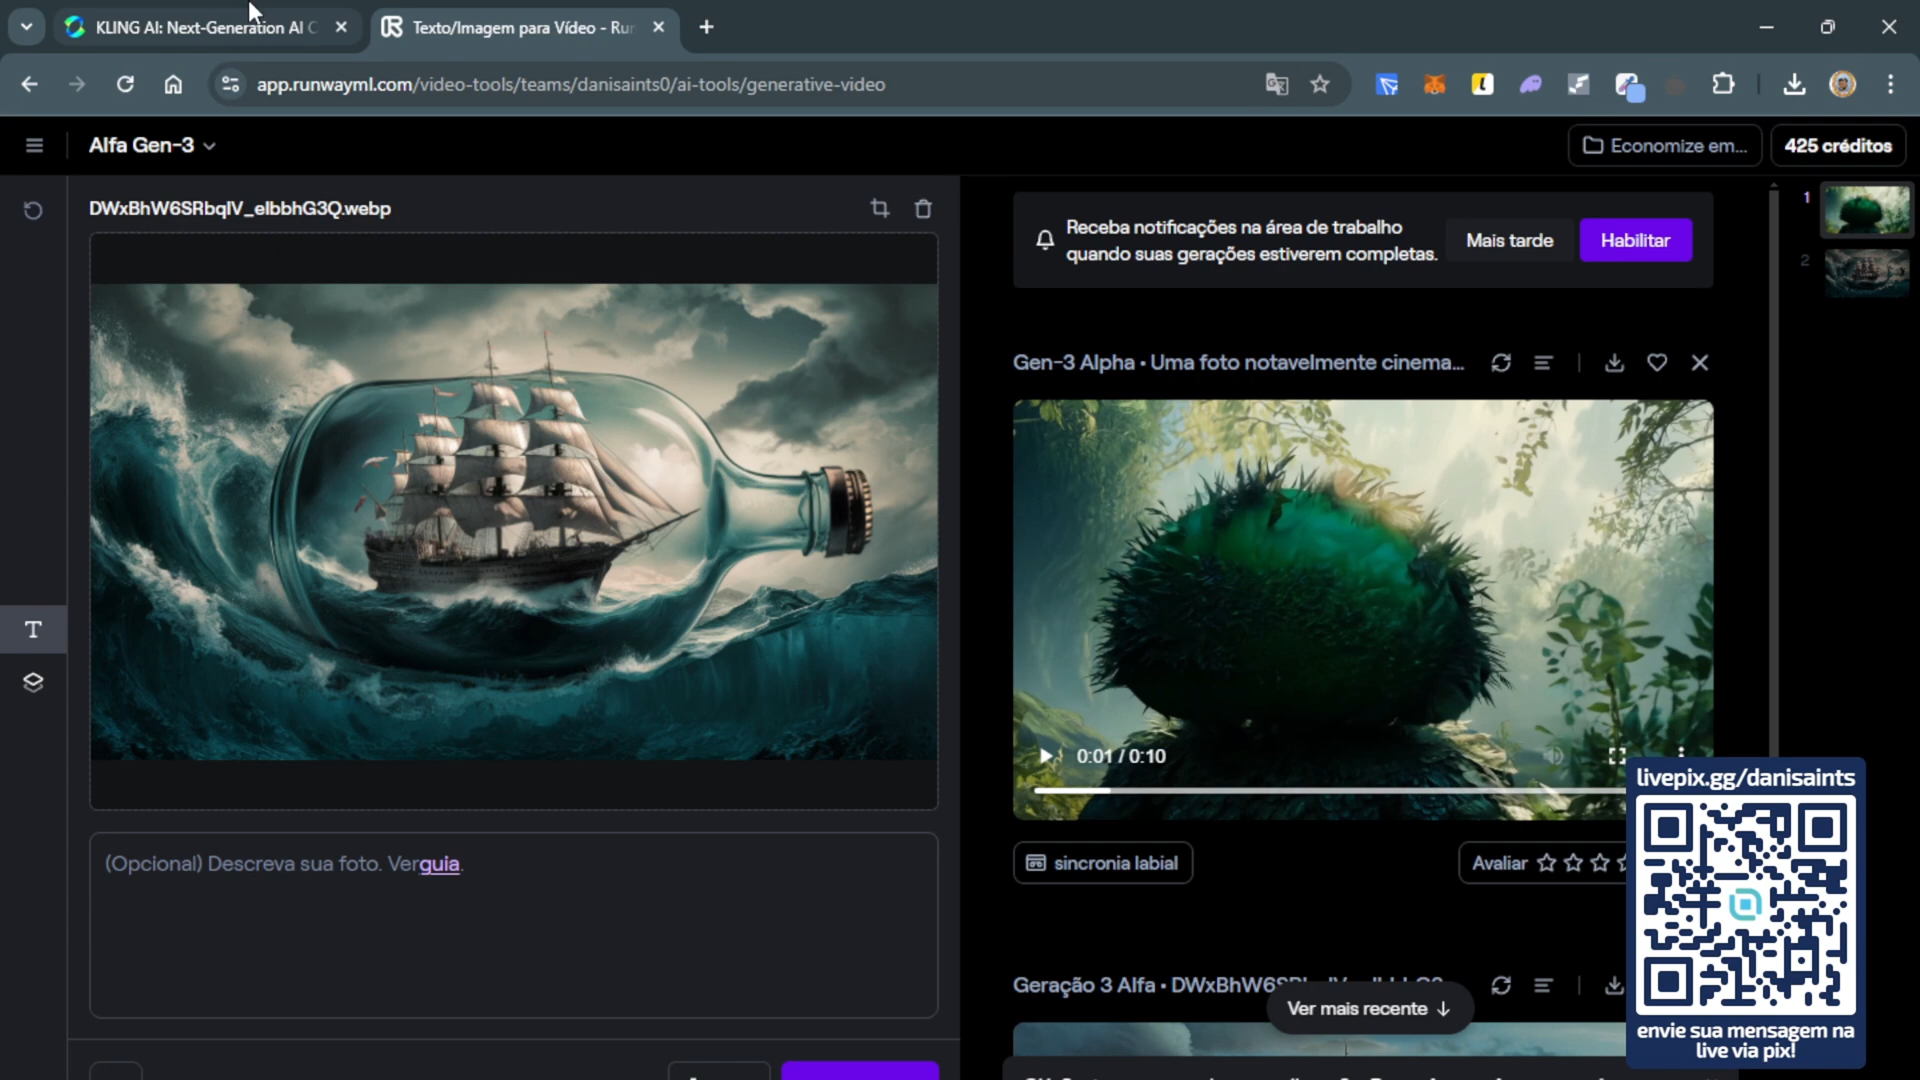 KLING AI: Next-Generation AI C
Texto/Imagem para Vídeo - Run
app.runwayml.com/video-tools/teams/danisaints0/ai-tools/generative-video
Alfa Gen-3
Economize em...
425 créditos
DWxBhW6SRbqlV_elbbhG3Q.webp
Receba notificações na área de trabalho
quando suas gerações estiverem completas.
Mais tarde
Habilitar
1
2
Gen-3 Alpha • Uma foto notavelmente cinema...
0:01 / 0:10
(Opcional) Descreva sua foto. Verguia.
sincronia labial
Avaliar
Geração 3 Alfa •
Ver mais recente
livepix.gg/danisaints
envie sua mensagem na
live via pix!